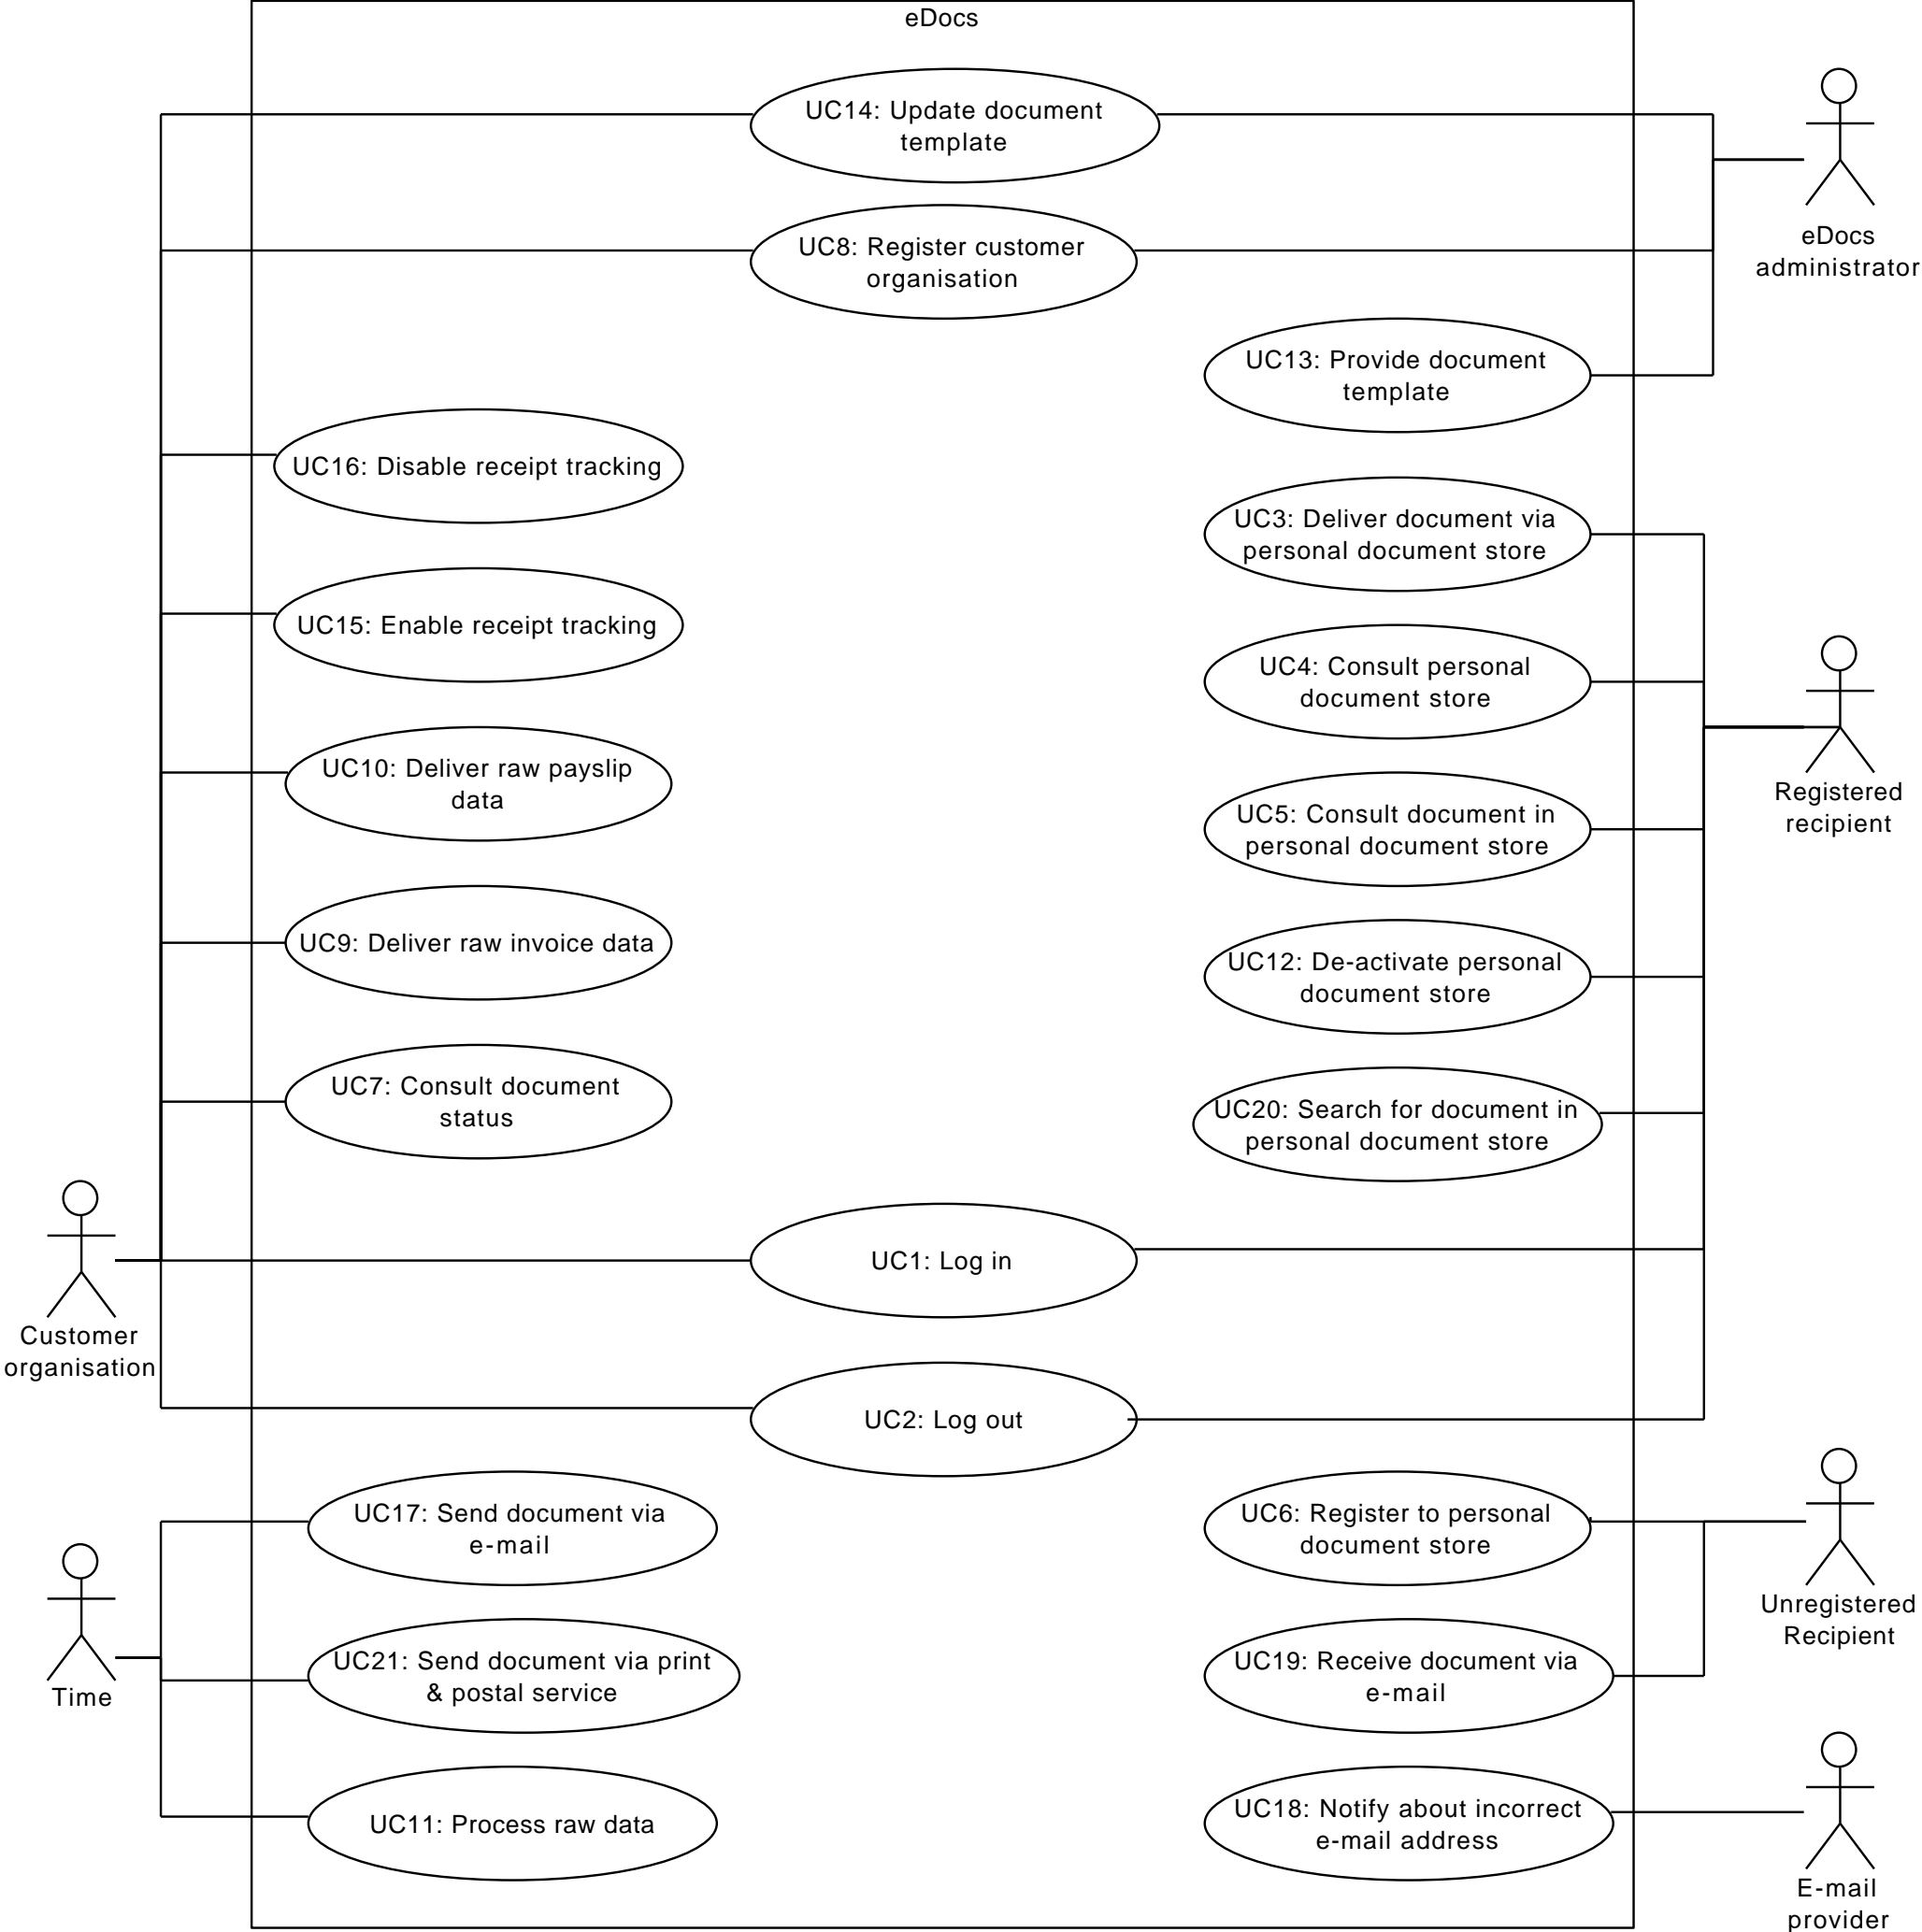 eDocs
UC14: Update document
template
UC8: Register customer
organisation
eDocs
administrator
UC13: Provide document
template
UC16: Disable receipt tracking
UC3: Deliver document via
personal document store
UC15: Enable receipt tracking
UC4: Consult personal
document store
UC10: Deliver raw payslip
data
Registered
recipient
UC5: Consult document in
personal document store
UC9: Deliver raw invoice data
UC12: De-activate personal
document store
UC7: Consult document
status
UC20: Search for document in
personal document store
UC1: Log in
Customer
organisation
UC2: Log out
UC17: Send document via
e-mail
UC6: Register to personal
document store
Unregistered
Recipient
UC21: Send document via print
& postal service
Time
UC19: Receive document via
e-mail
UC11: Process raw data
UC18: Notify about incorrect
e-mail address
E-mail
provider